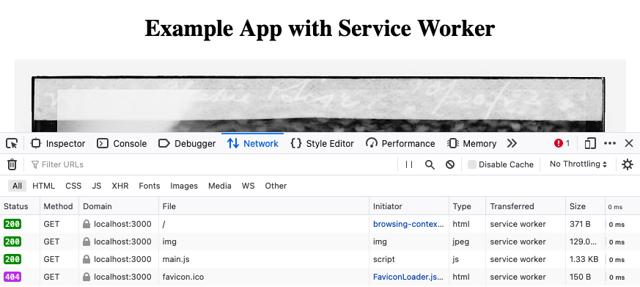 Example App with Service Worker
Inspector Console Debugger Network {} Style Editor Performance Memory >> 1 ...
Filter URLs Disable Cache No Throttling
All HTML CSS JS XHR Fonts Images Media WS Other
Status Method Domain File Initiator Type Transferred Size 0 ms
200 GET localhost:3000 / browsing-contex... html service worker 371 B 0 ms
200 GET localhost:3000 img img jpeg service worker 129.0... 0 ms
200 GET localhost:3000 main.js script js service worker 1.33 KB 0 ms
404 GET localhost:3000 favicon.ico FaviconLoader.js... html service worker 150 B 0 ms